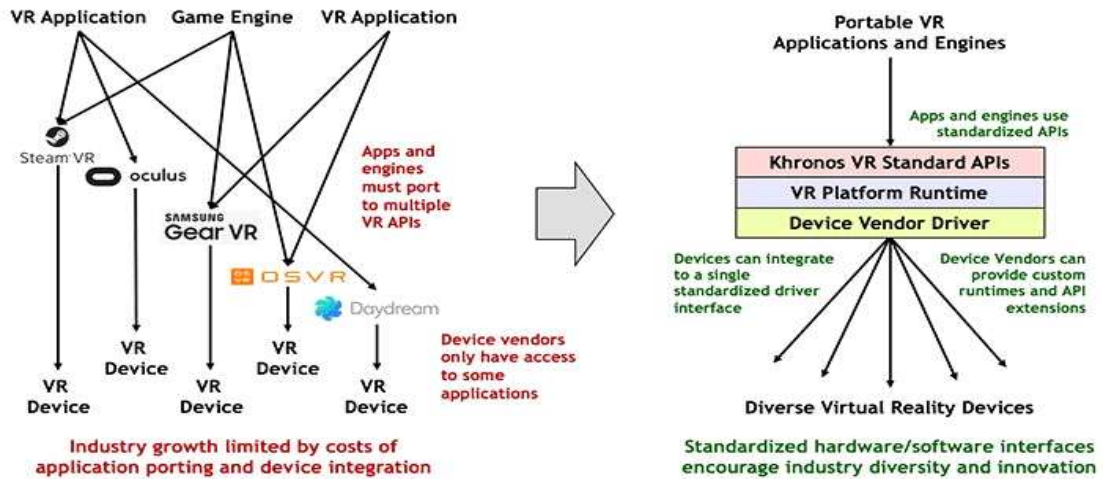 VR Application
Game Engine
VR Application
Steam VR
oculus
SAMSUNG
Gear VR
OSVR
Daydream
Apps and
engines
must port
to multiple
VR APIs
VR
Device
VR
Device
VR
Device
VR
Device
VR
Device
Device vendors
only have access
to some
applications
Industry growth limited by costs of
application porting and device integration
Portable VR
Applications and Engines
Apps and engines use
standardized APIs
Khronos VR Standard APIs
VR Platform Runtime
Device Vendor Driver
Devices can integrate
to a single
standardized driver
interface
Device Vendors can
provide custom
runtimes and API
extensions
Diverse Virtual Reality Devices
Standardized hardware/software interfaces
encourage industry diversity and innovation